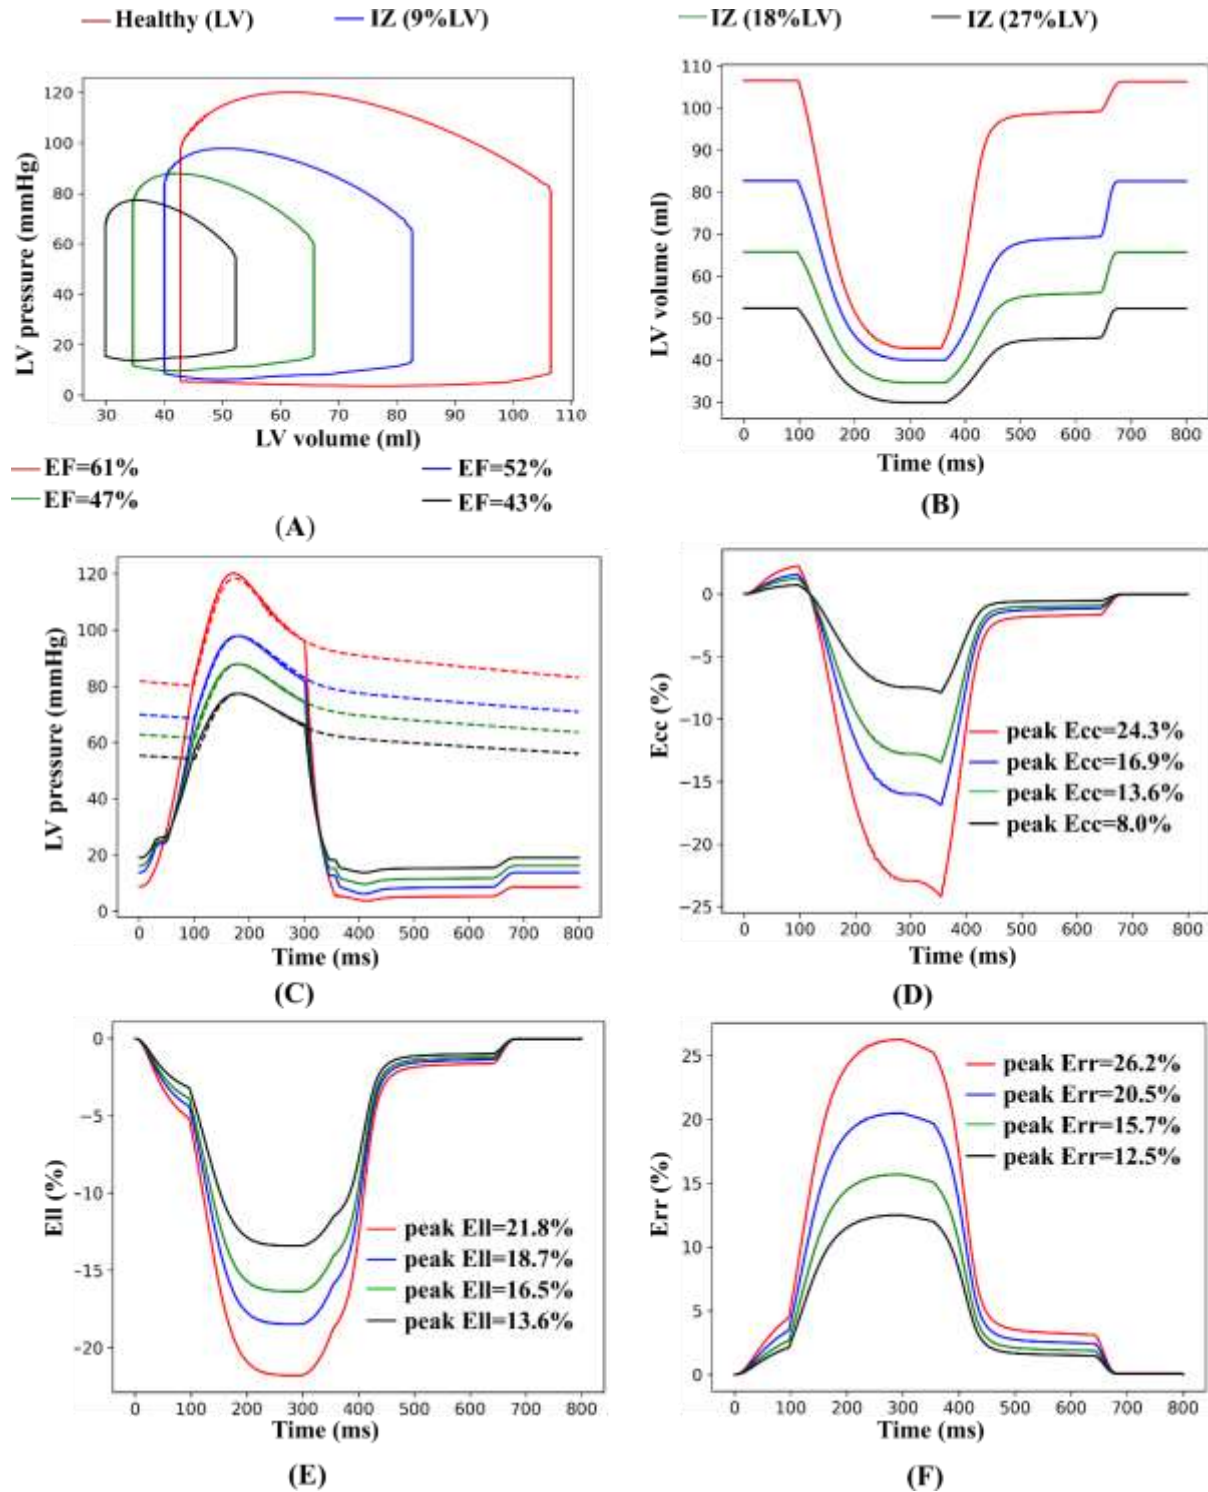 Healthy (LV) IZ (9%LV) IZ (18%LV) IZ (27%LV)
LV pressure (mmHg)
120
100
80
60
40
20
0
30 40 50 60 70 80 90 100 110
LV volume (ml)
EF=61% EF=52%
EF=47% EF=43%
(A)
LV volume (ml)
110
100
90
80
70
60
50
40
30
0 100 200 300 400 500 600 700 800
Time (ms)
(B)
LV pressure (mmHg)
120
100
80
60
40
20
0
0 100 200 300 400 500 600 700 800
Time (ms)
(C)
Ecc (%)
0
−5
−10
−15
−20
−25
peak Ecc=24.3%
peak Ecc=16.9%
peak Ecc=13.6%
peak Ecc=8.0%
0 100 200 300 400 500 600 700 800
Time (ms)
(D)
Ell (%)
0
−5
−10
−15
−20
peak Ell=21.8%
peak Ell=18.7%
peak Ell=16.5%
peak Ell=13.6%
0 100 200 300 400 500 600 700 800
Time (ms)
(E)
Err (%)
25
20
15
10
5
0
peak Err=26.2%
peak Err=20.5%
peak Err=15.7%
peak Err=12.5%
0 100 200 300 400 500 600 700 800
Time (ms)
(F)